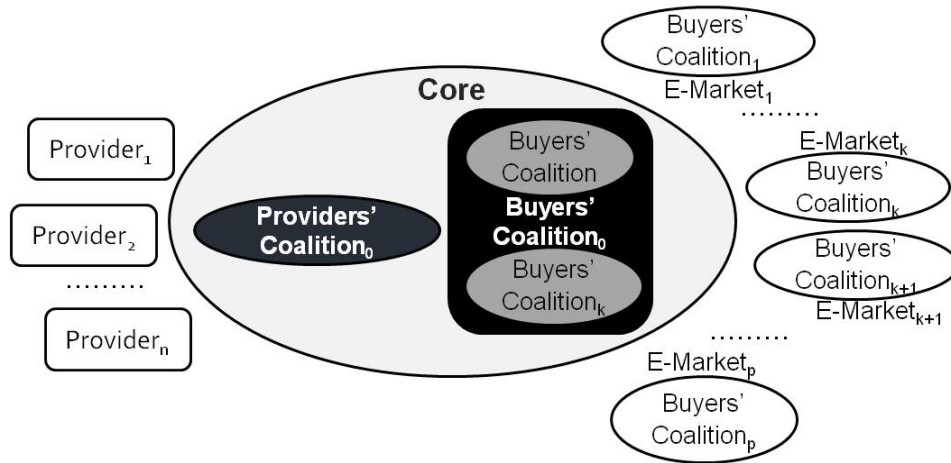 Provider₁
Provider₂
.........
Providerₙ
Core
Providers’
Coalition₀
Buyers’
Coalition
Buyers’
Coalition₀
Buyers’
Coalitionₖ
Buyers’
Coalition₁
E-Market₁
.........
E-Marketₖ
Buyers’
Coalitionₖ
Buyers’
Coalitionₖ₊₁
E-Marketₖ₊₁
.........
E-Marketₚ
Buyers’
Coalitionₚ